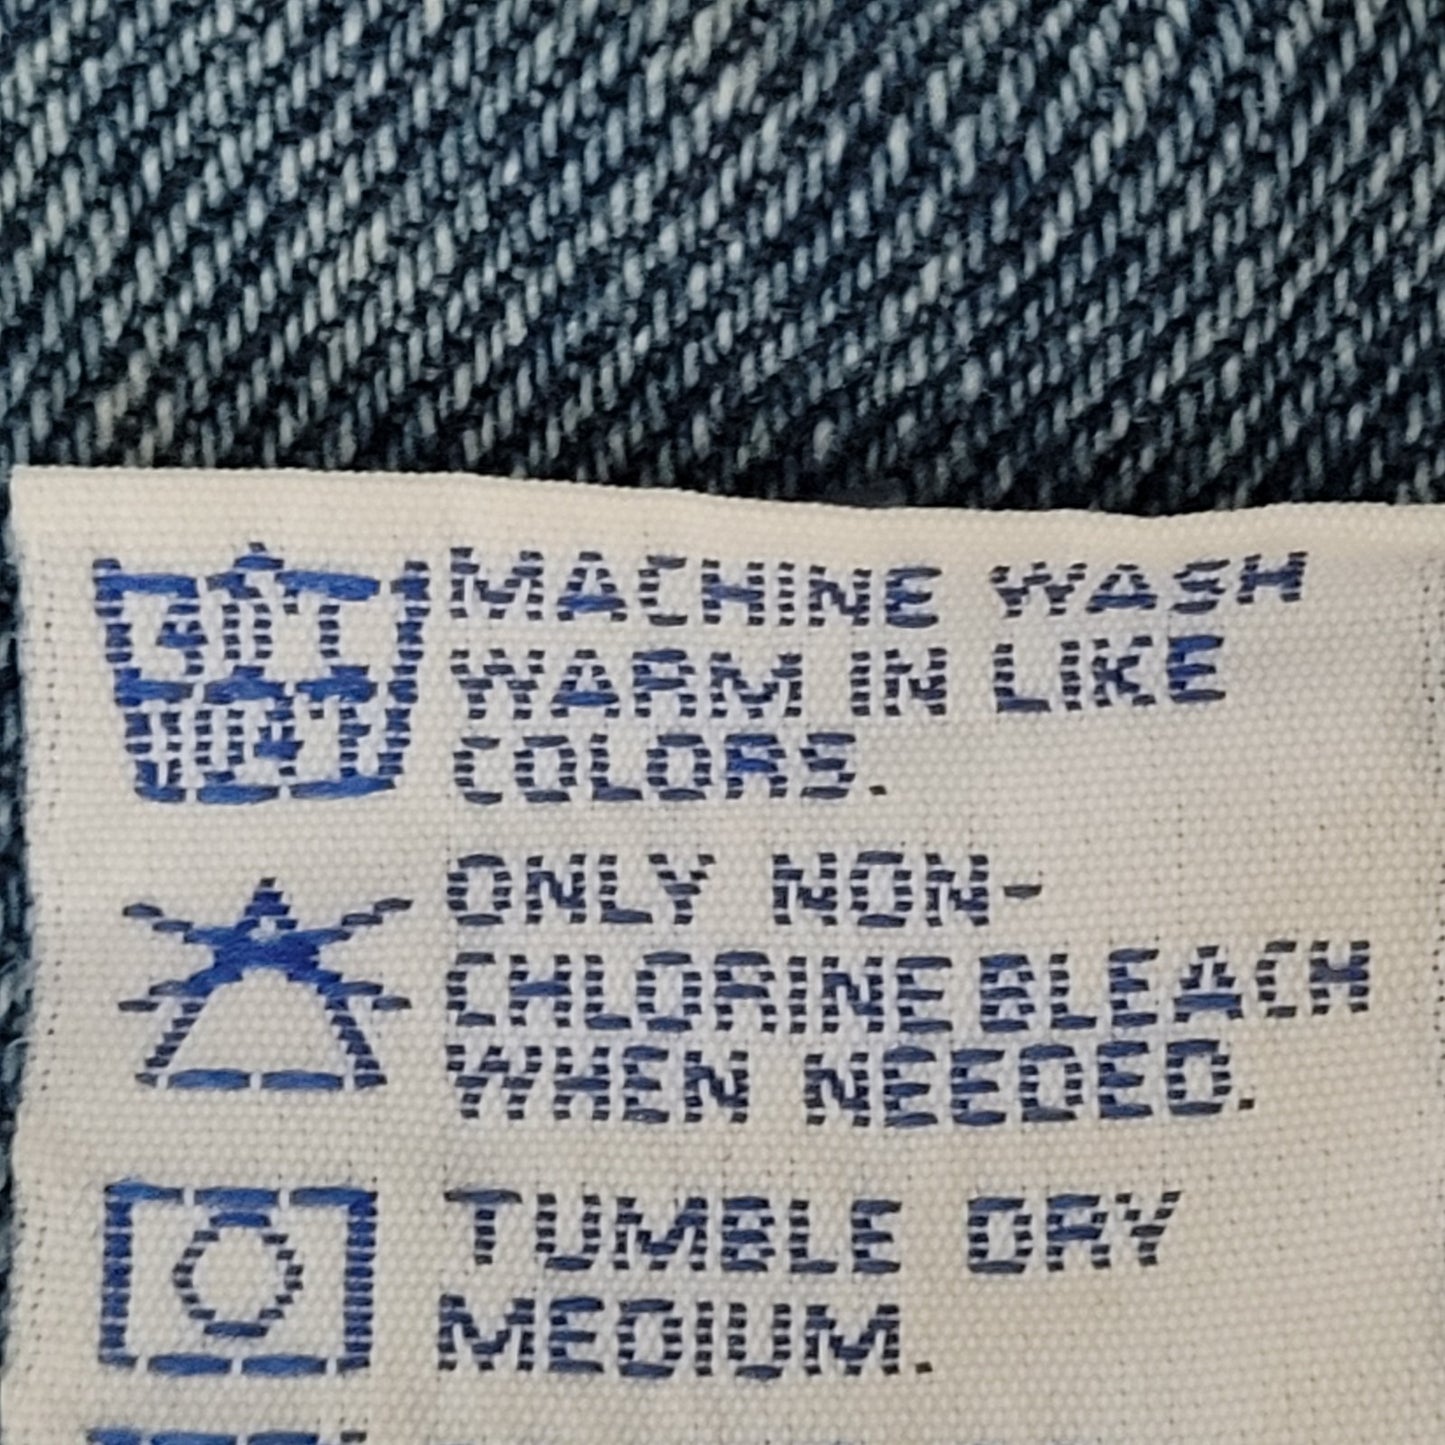 MACHINE WASH
WARM IN LIKE
COLORS.
ONLY NON-
CHLORINE BLEACH
WHEN NEEDED.
TUMBLE DRY
MEDIUM.